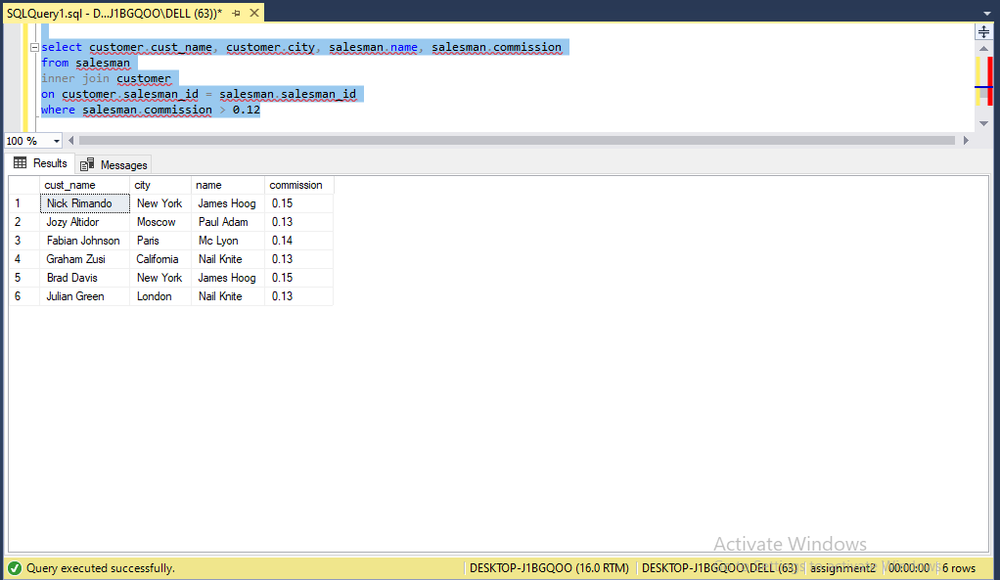 SQLQuery1.sql - D...J1BGQOO\DELL (63))*
select customer.cust_name, customer.city, salesman.name, salesman.commission
from salesman
inner join customer
on customer.salesman_id = salesman.salesman_id
where salesman.commission > 0.12
100 %
Results Messages
cust_name city name commission
1 Nick Rimando New York James Hoog 0.15
2 Jozy Altidor Moscow Paul Adam 0.13
3 Fabian Johnson Paris Mc Lyon 0.14
4 Graham Zusi California Nail Knite 0.13
5 Brad Davis New York James Hoog 0.15
6 Julian Green London Nail Knite 0.13
Activate Windows
Query executed successfully. DESKTOP-J1BGQOO (16.0 RTM) DESKTOP-J1BGQOO\DELL (63) assignment2 00:00:00 6 rows